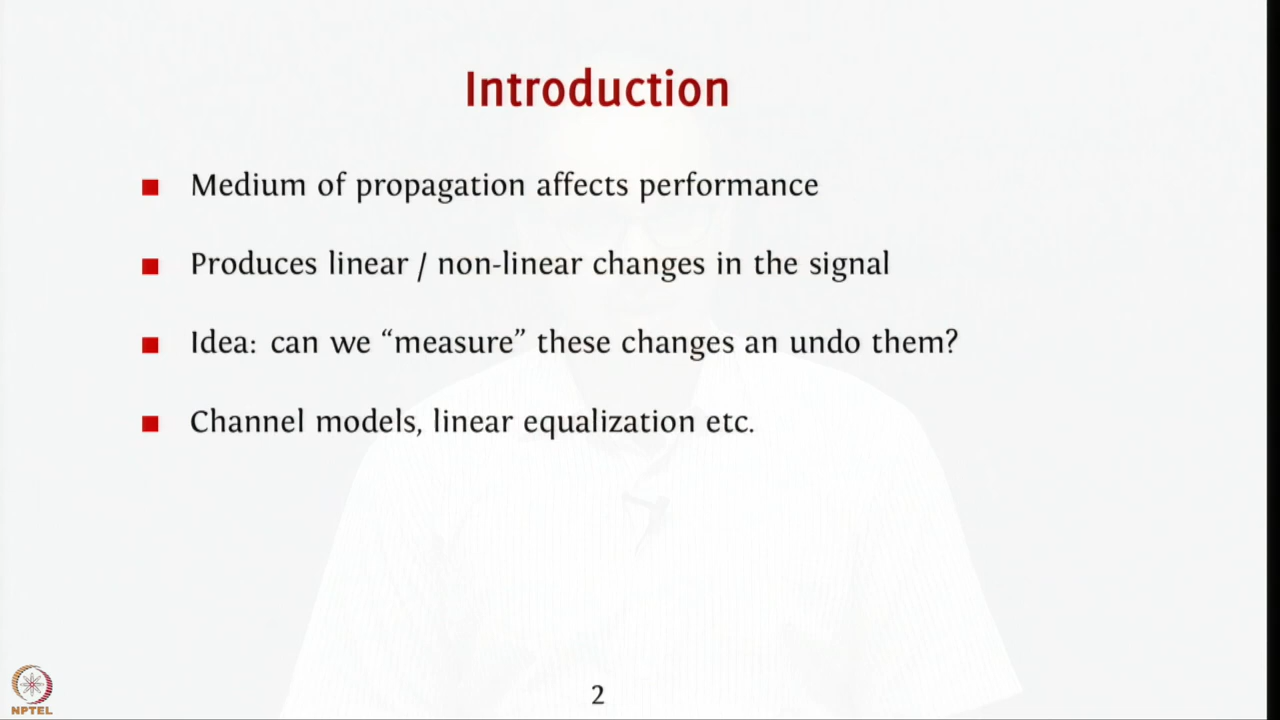 Introduction
Medium of propagation affects performance
Produces linear / non-linear changes in the signal
Idea: can we “measure” these changes an undo them?
Channel models, linear equalization etc.
NPTEL
2